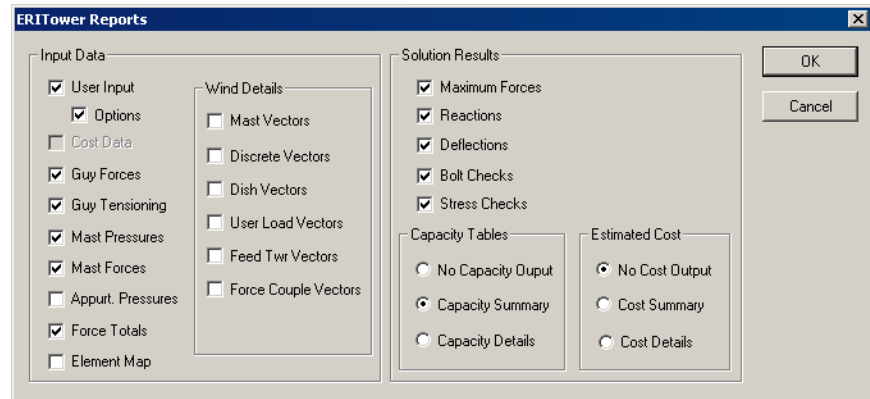 ERITower Reports
Input Data
User Input
Options
Cost Data
Guy Forces
Guy Tensioning
Mast Pressures
Mast Forces
Appurt. Pressures
Force Totals
Element Map
Wind Details
Mast Vectors
Discrete Vectors
Dish Vectors
User Load Vectors
Feed Twr Vectors
Force Couple Vectors
Solution Results
Maximum Forces
Reactions
Deflections
Bolt Checks
Stress Checks
Capacity Tables
No Capacity Ouput
Capacity Summary
Capacity Details
Estimated Cost
No Cost Output
Cost Summary
Cost Details
OK
Cancel